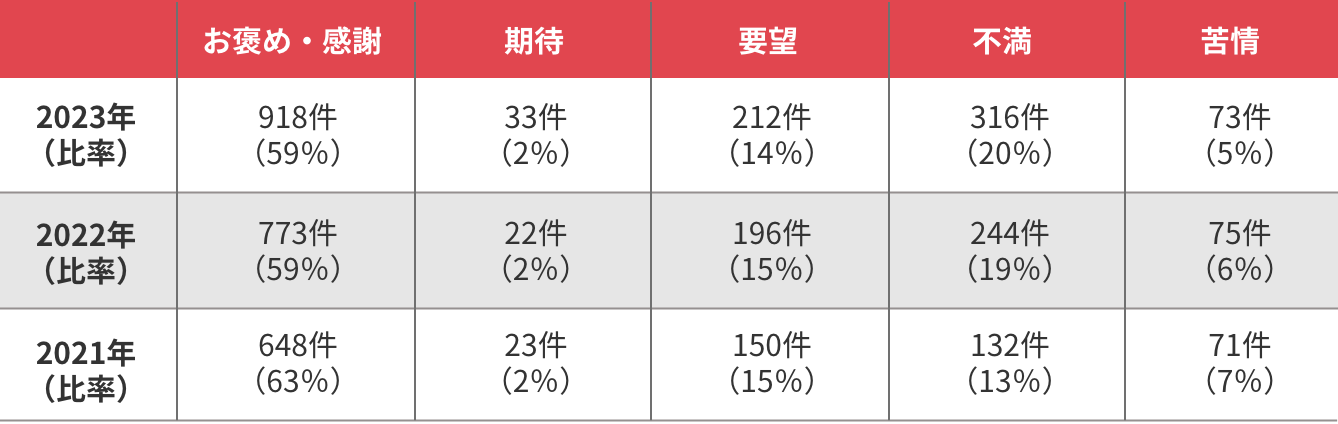 お褒め・感謝 期待 要望 不満 苦情
2023年 918件 33件 212件 316件 73件
（比率） （59%） （2%） （14%） （20%） （5%）
2022年 773件 22件 196件 244件 75件
（比率） （59%） （2%） （15%） （19%） （6%）
2021年 648件 23件 150件 132件 71件
（比率） （63%） （2%） （15%） （13%） （7%）